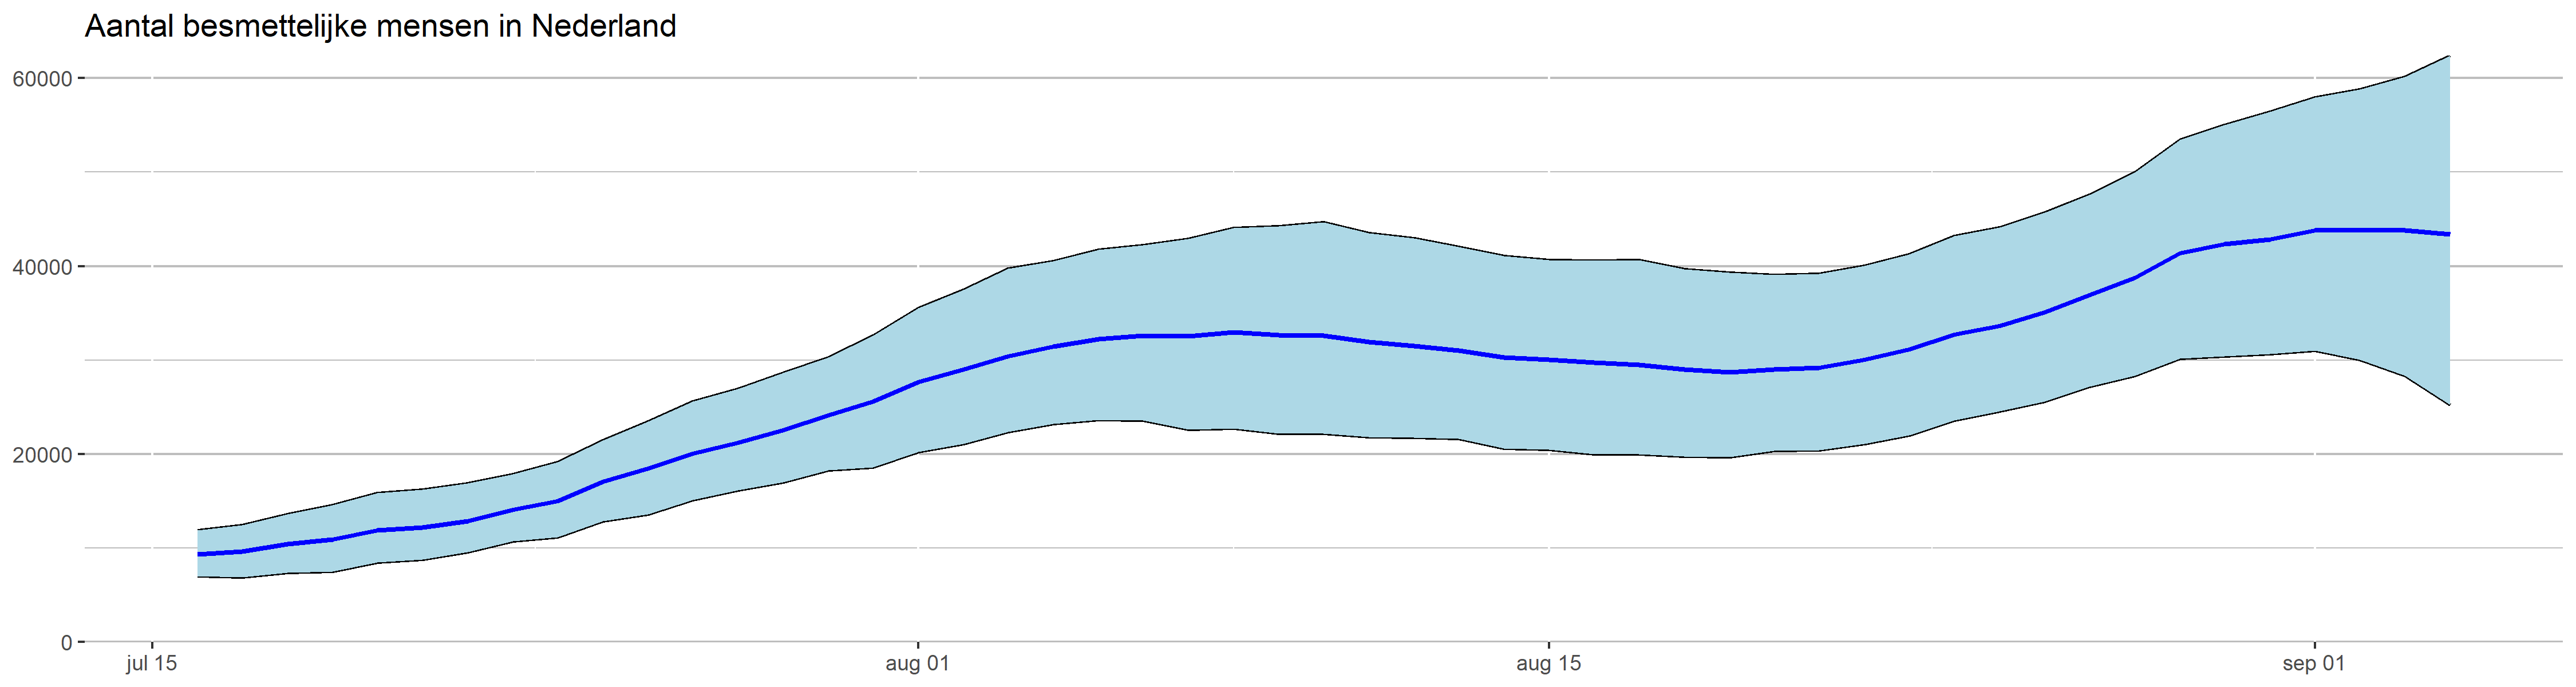 Aantal besmettelijke mensen in Nederland
60000
40000
20000
0
jul 15 aug 01 aug 15 sep 01